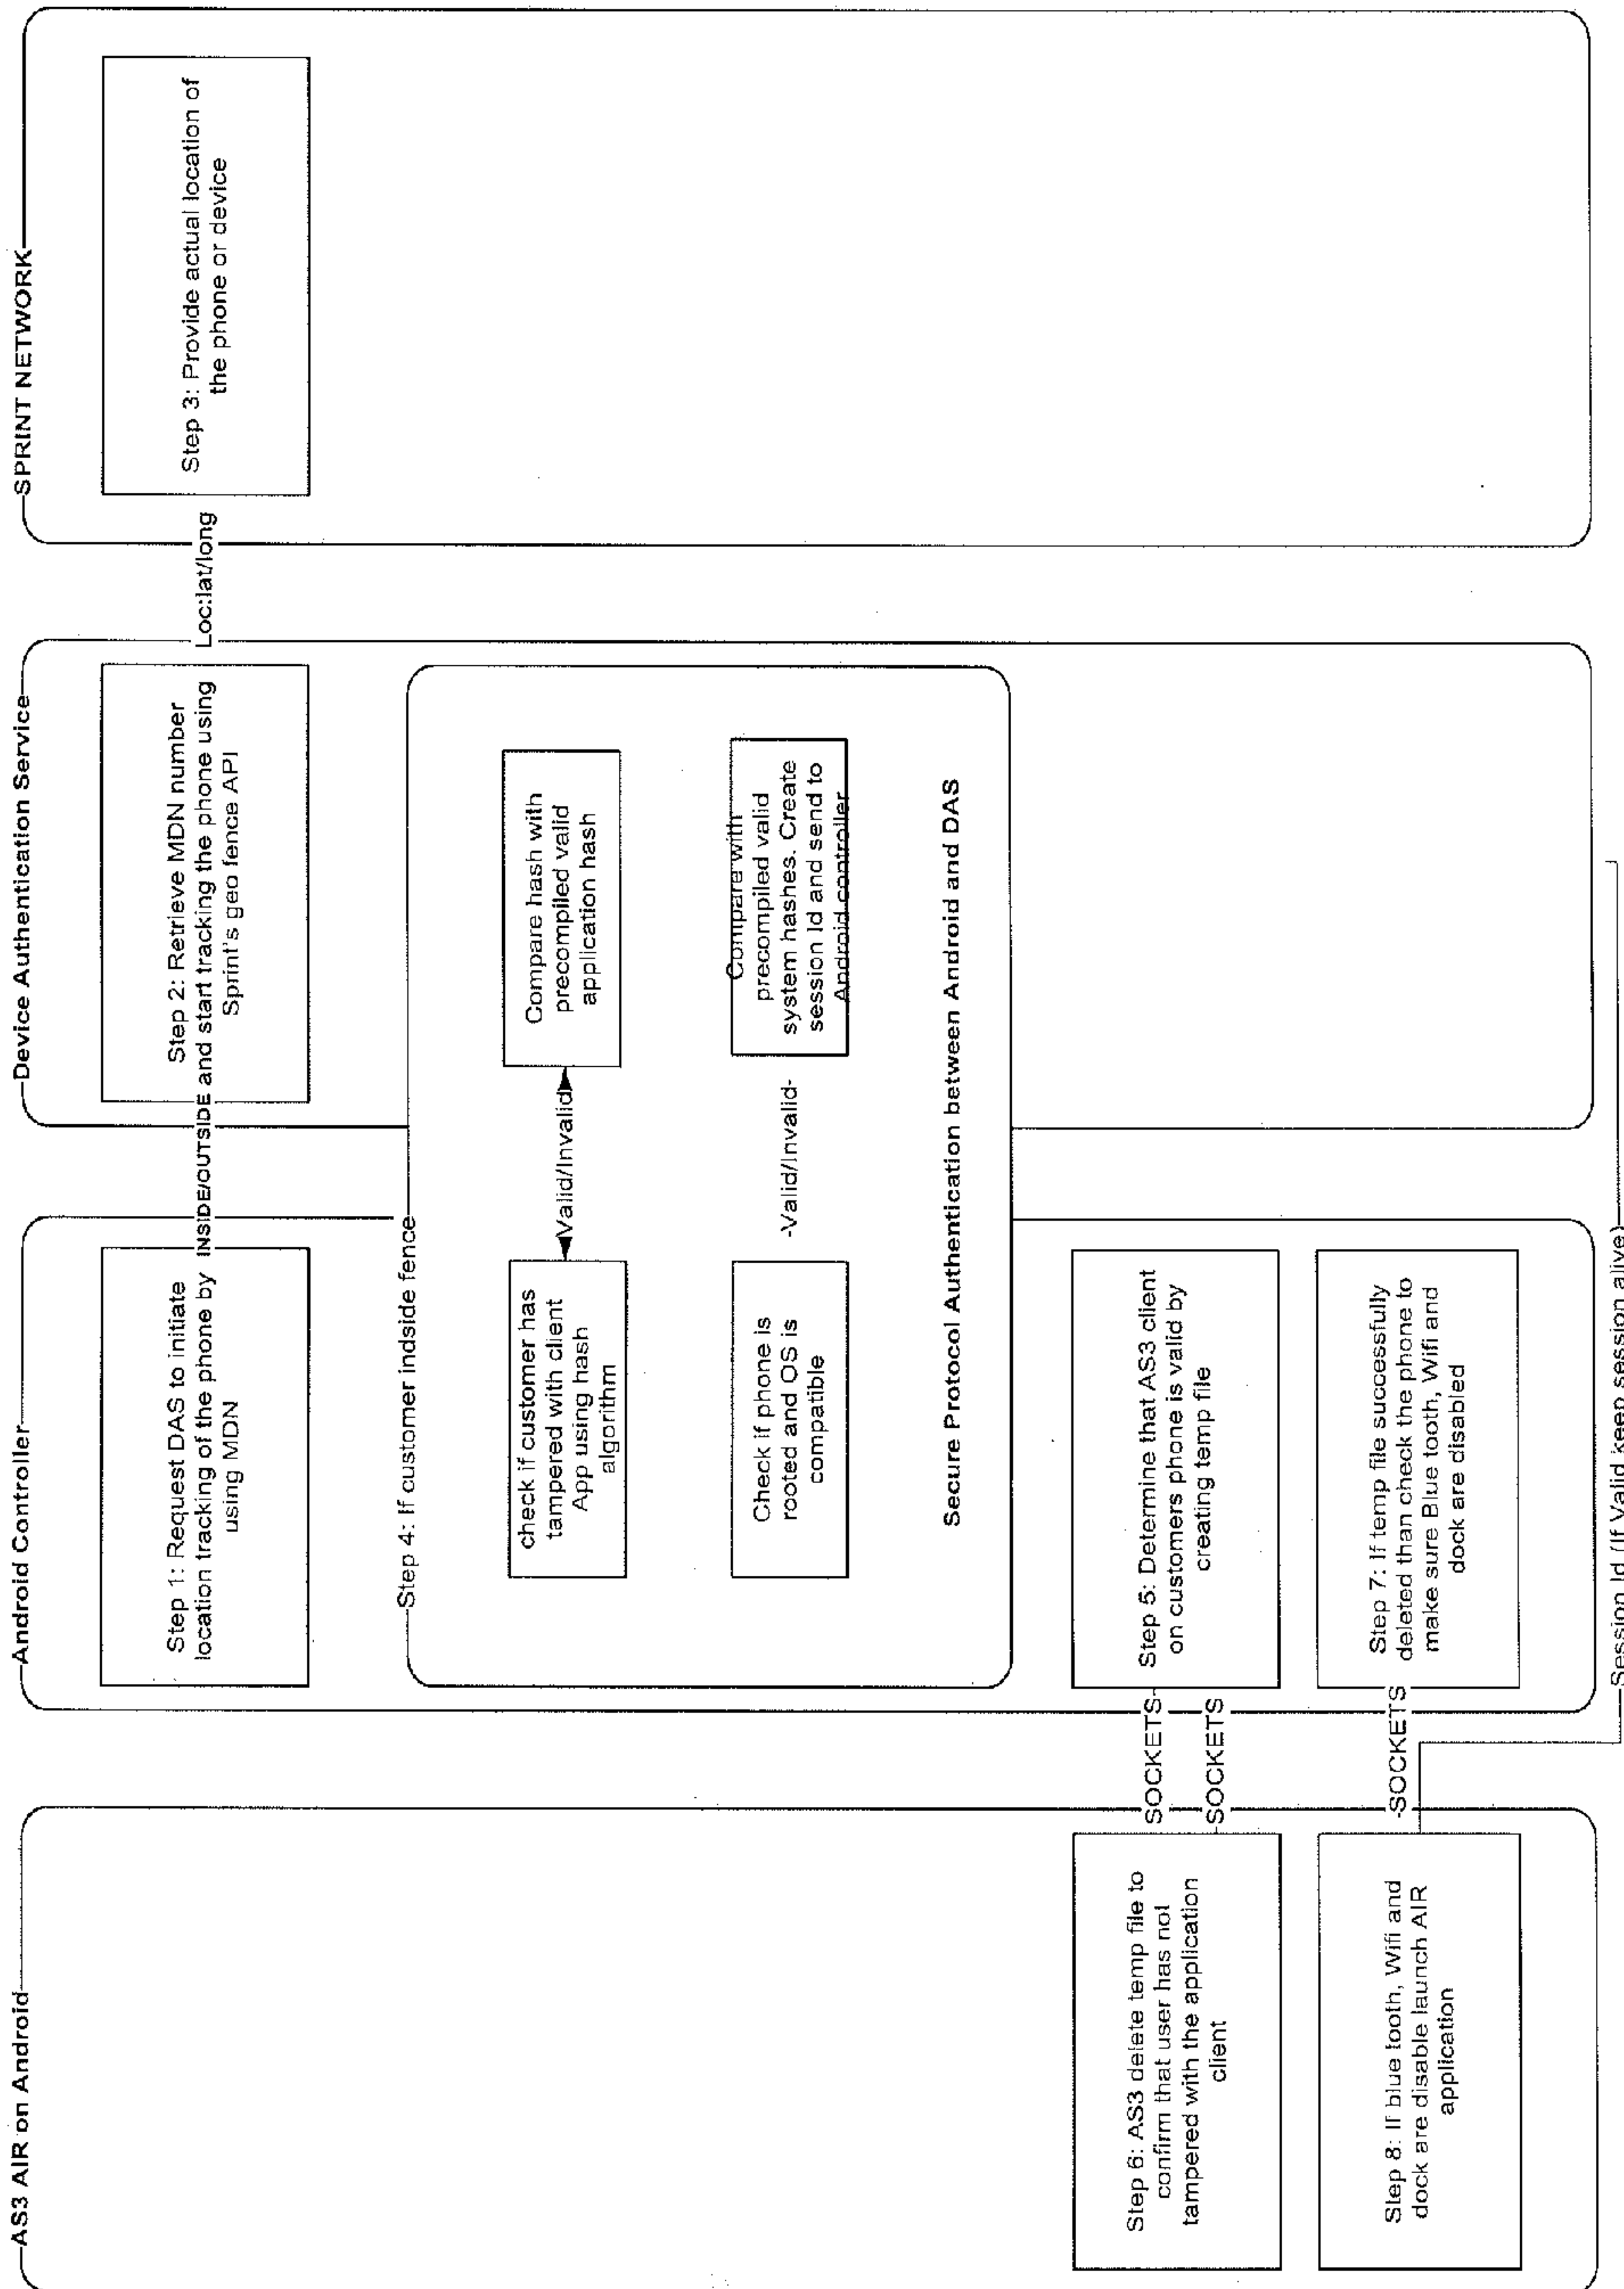 AS3 AIR on Android
Android Controller
Device Authentication Service
SPRINT NETWORK
Step 1: Request DAS to initiate
location tracking of the phone by
using MDN
INSIDE/OUTSIDE
Step 2: Retrieve MDN number
and start tracking the phone using
Sprint's geo fence API
Loc:lat/long
Step 3: Provide actual location of
the phone or device
Step 4: If customer indside fence
check if customer has
tampered with client
App using hash
algorithm
Valid/Invalid
Compare hash with
precompiled valid
application hash
Check if phone is
rooted and OS is
compatible
-Valid/Invalid-
Compare with
precompiled valid
system hashes. Create
session Id and send to
Android controller
Secure Protocol Authentication between Android and DAS
Step 6: AS3 delete temp file to
confirm that user has not
tampered with the application
client
SOCKETS
SOCKETS
Step 5: Determine that AS3 client
on customers phone is valid by
creating temp file
Step 8: If blue tooth, Wifi and
dock are disable launch AIR
application
-SOCKETS
Step 7: If temp file successfully
deleted than check the phone to
make sure Blue tooth, Wifi and
dock are disabled
Session Id (If Valid keep session alive)